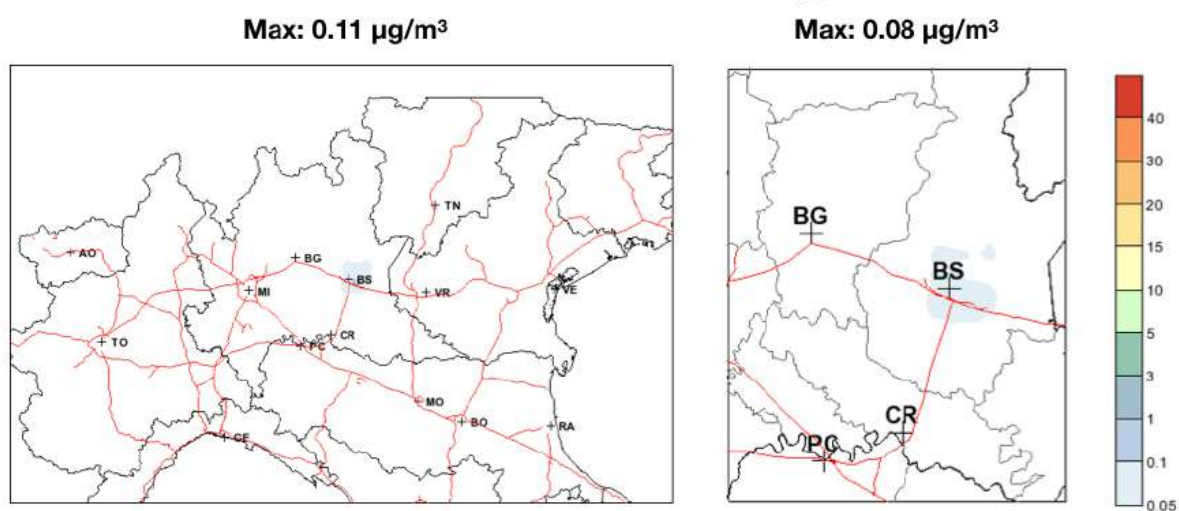 Max: 0.11 µg/m³
Max: 0.08 µg/m³
TN
AO
BG
BS
MI
VR
VE
TO
CR
PC
MO
BO
RA
GE
BG
BS
CR
PC
40
30
20
15
10
5
3
1
0.1
0.05